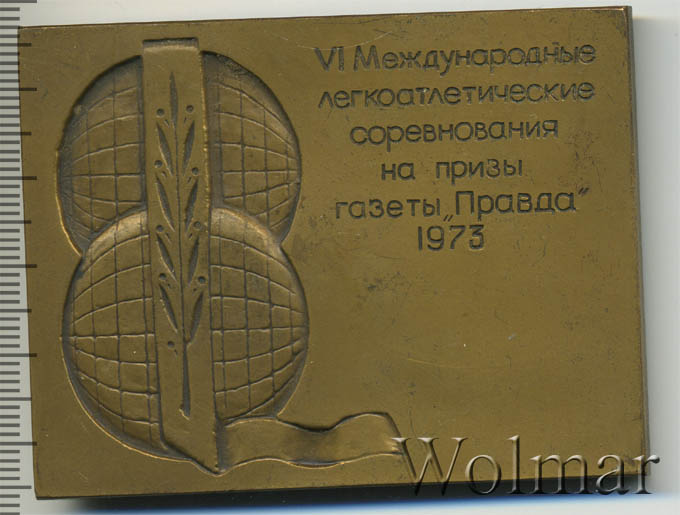 VI Международные
легкоатлетические
соревнования
на призы
газеты „Правда“
1973
Wolmar